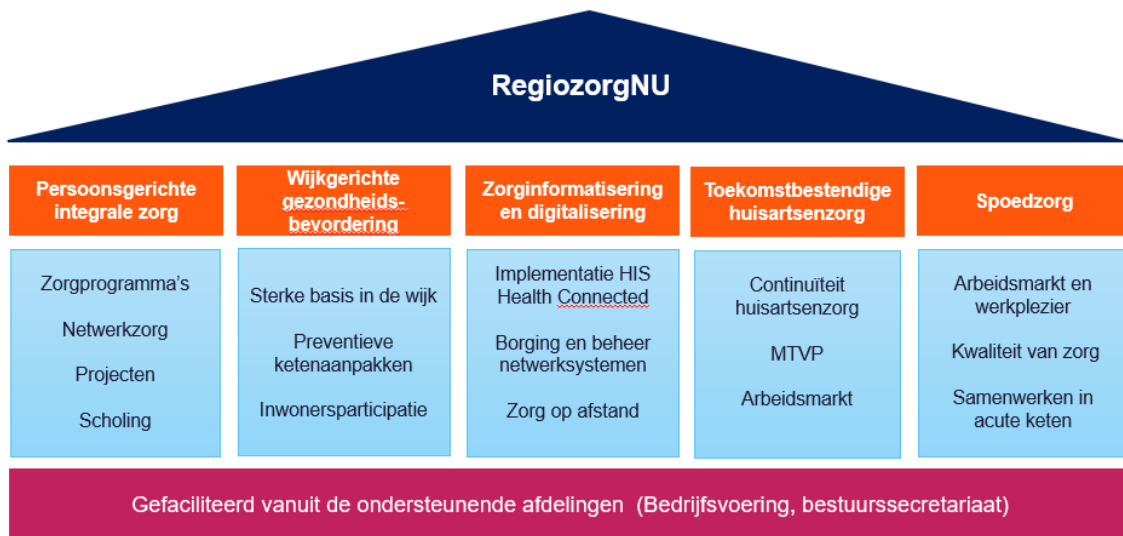 RegiozorgNU
Persoonsgerichte
integrale zorg
Wijkgerichte
gezondheids-
bevordering
Zorginformatisering
en digitalisering
Toekomstbestendige
huisartsenzorg
Spoedzorg
Zorgprogramma’s
Netwerkzorg
Projecten
Scholing
Sterke basis in de wijk
Preventieve
ketenaanpakken
Inwonersparticipatie
Implementatie HIS
Health Connected
Borging en beheer
netwerksystemen
Zorg op afstand
Continuïteit
huisartsenzorg
MTVP
Arbeidsmarkt
Arbeidsmarkt en
werkplezier
Kwaliteit van zorg
Samenwerken in
acute keten
Gefaciliteerd vanuit de ondersteunende afdelingen  (Bedrijfsvoering, bestuurssecretariaat)